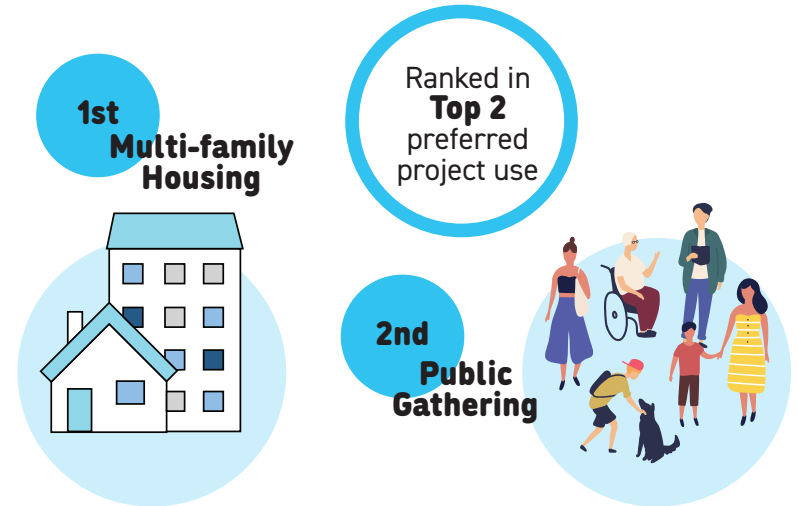 Ranked in
Top 2
preferred
project use
1st
Multi-family
Housing
2nd
Public
Gathering